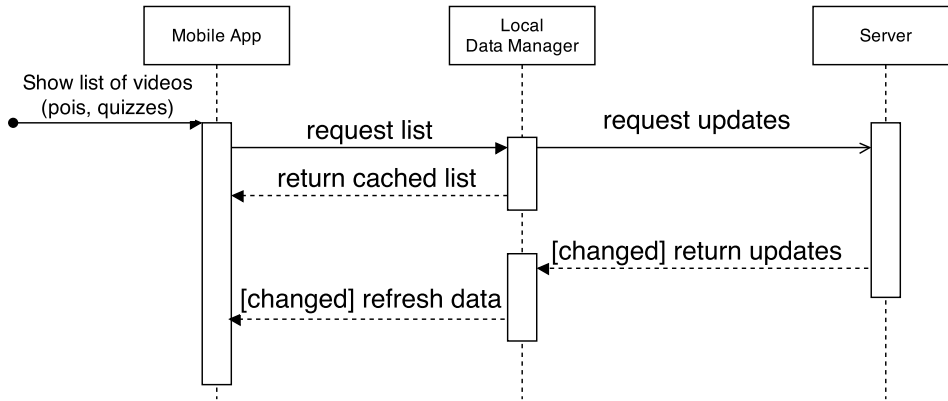 Mobile App
Local
Data Manager
Server
Show list of videos
(pois, quizzes)
request list
request updates
return cached list
[changed] return updates
[changed] refresh data